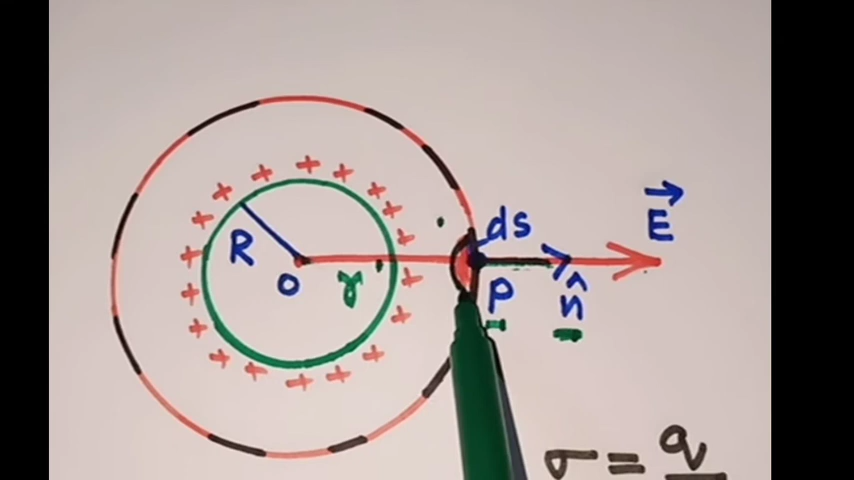 + + + + + + + + + + + + + + + + + + +
dS
E
R
O
r
P
n̂
σ = q